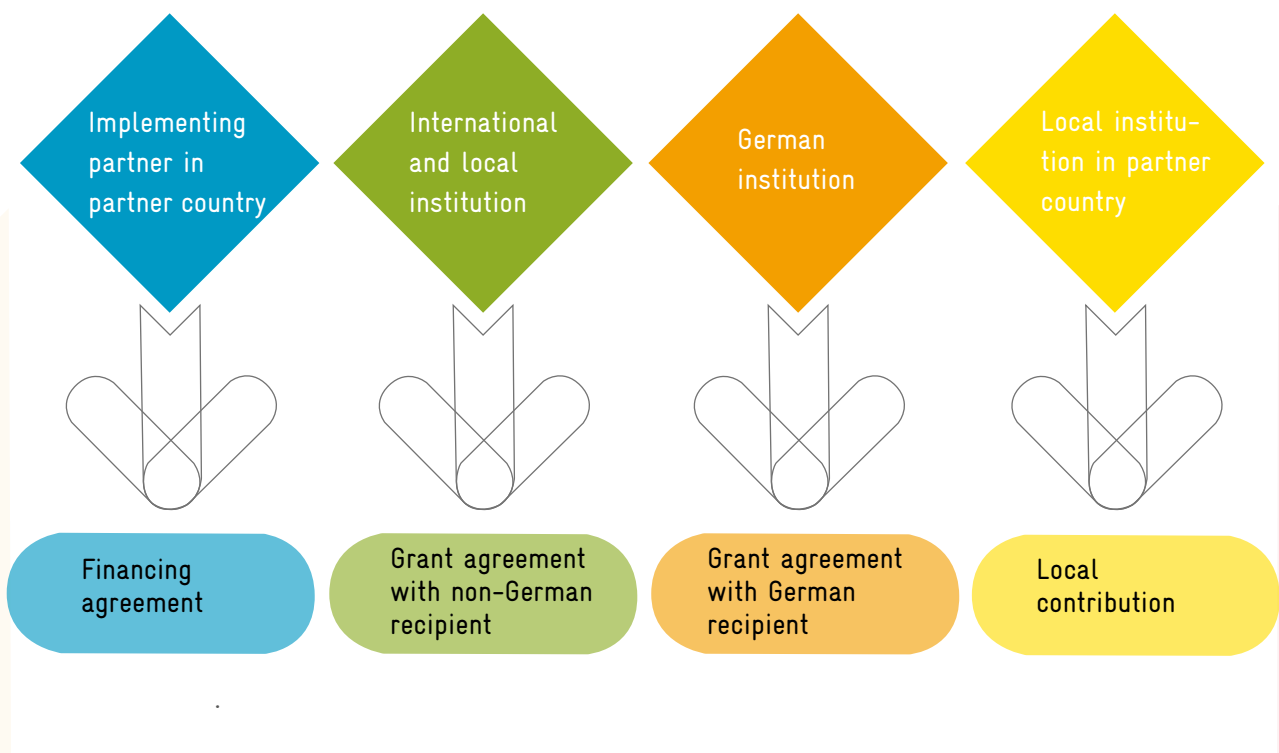 Implementing
partner in
partner country
International
and local
institution
German
institution
Local institu-
tion in partner
country
Financing
agreement
Grant agreement
with non-German
recipient
Grant agreement
with German
recipient
Local
contribution
.